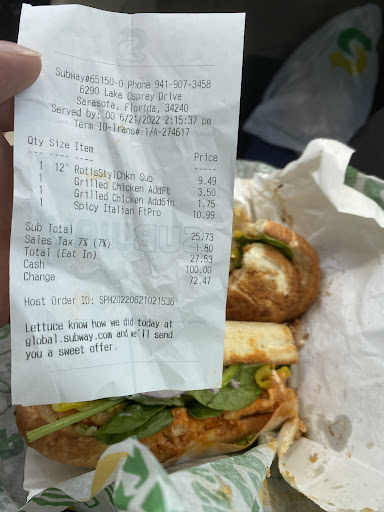 Subway#65150-0 Phone 941-907-3458
6290 Lake Osprey Drive
Sarasota, Florida, 34240
Served by: 00 6/21/2022 2:15:37 pm
Term ID-Trans# 1/A-274617
Qty Size Item Price
--- ---- ---- -----
1 12" RotisStylChkn Sub 9.49
1 Grilled Chicken AddFt 3.50
1 Grilled Chicken Add6in 1.75
1 Spicy Italian FtPro 10.99
Sub Total 25.73
Sales Tax 7% (7%) 1.80
Total (Eat In) 27.53
Cash 100.00
Change 72.47
Host Order ID: SPM20220621021536
Lettuce know how we did today at
global.subway.com and we'll send
you a sweet offer.